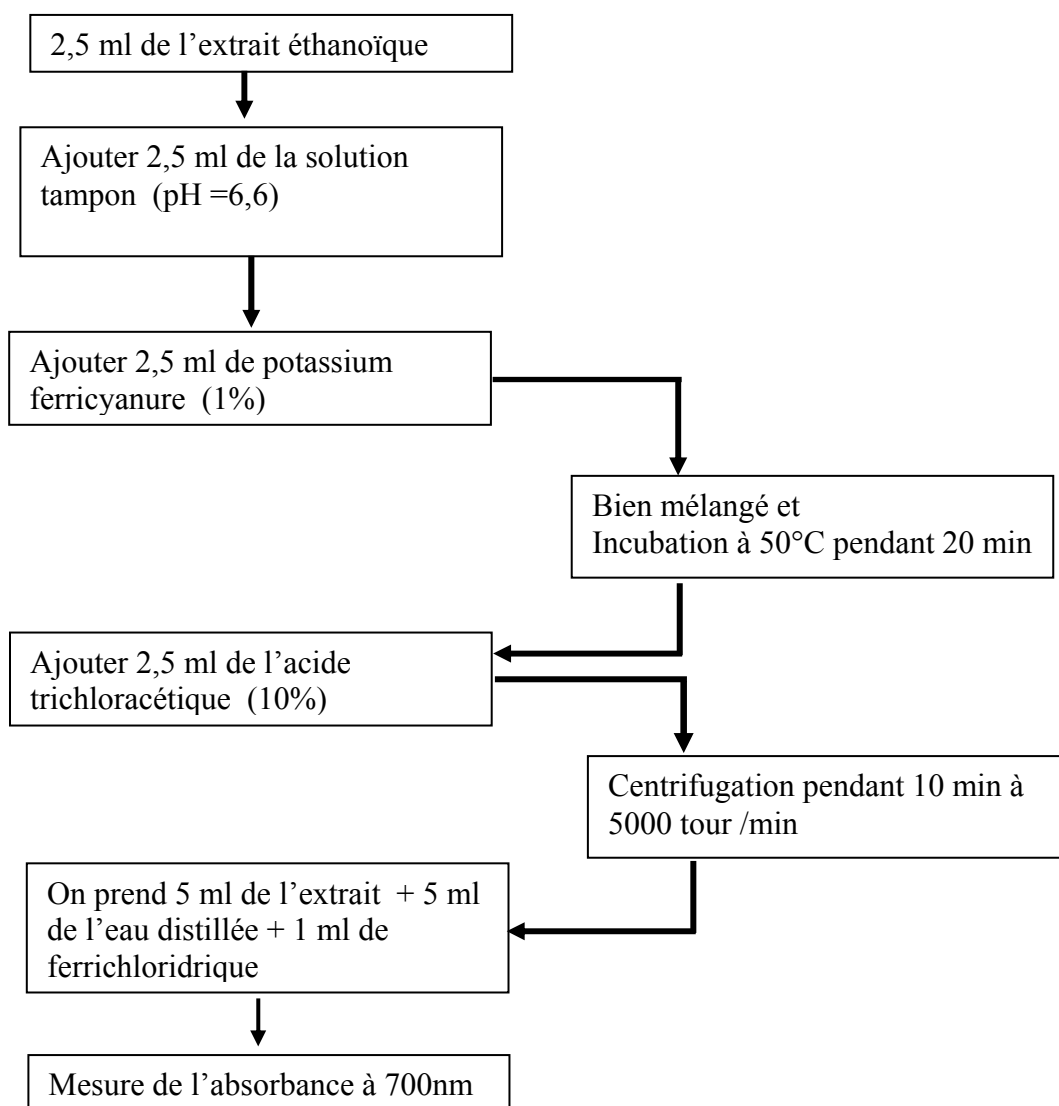 2,5 ml de l’extrait éthanoïque
Ajouter 2,5 ml de la solution
tampon (pH =6,6)
Ajouter 2,5 ml de potassium
ferricyanure (1%)
Bien mélangé et
Incubation à 50°C pendant 20 min
Ajouter 2,5 ml de l’acide
trichloracétique (10%)
Centrifugation pendant 10 min à
5000 tour /min
On prend 5 ml de l’extrait + 5 ml
de l’eau distillée + 1 ml de
ferrichloridrique
Mesure de l’absorbance à 700nm